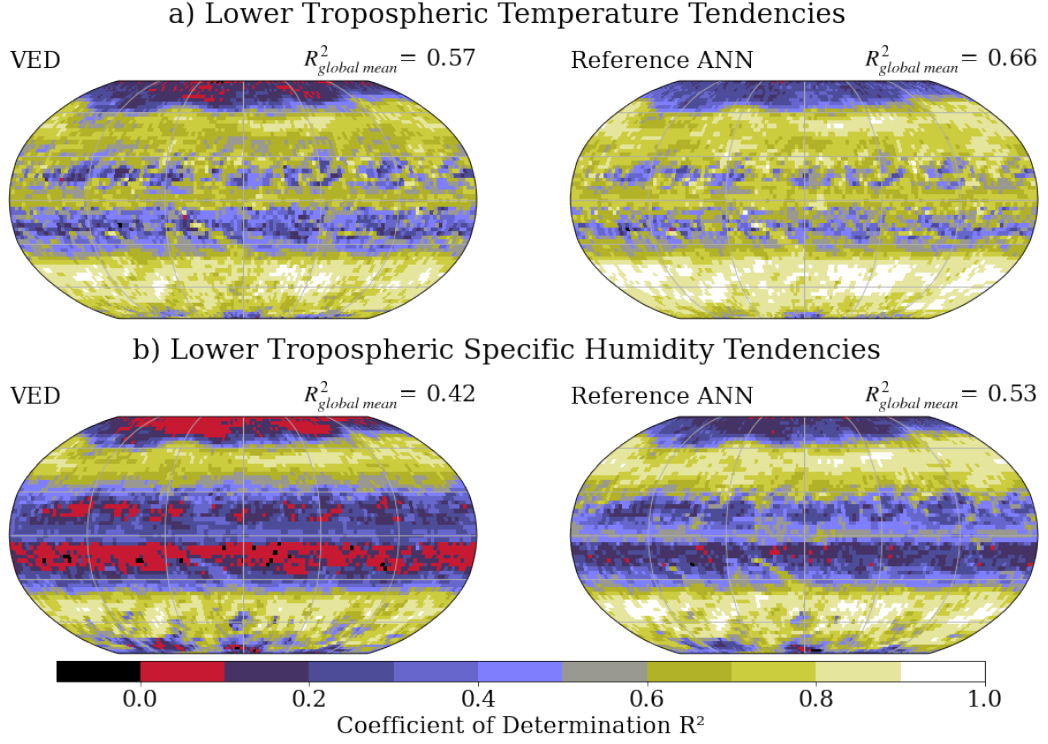 a) Lower Tropospheric Temperature Tendencies
VED R²global mean = 0.57 Reference ANN R²global mean = 0.66
b) Lower Tropospheric Specific Humidity Tendencies
VED R²global mean = 0.42 Reference ANN R²global mean = 0.53
0.0 0.2 0.4 0.6 0.8 1.0
Coefficient of Determination R²